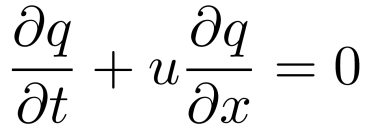 ∂q/∂t + u ∂q/∂x = 0